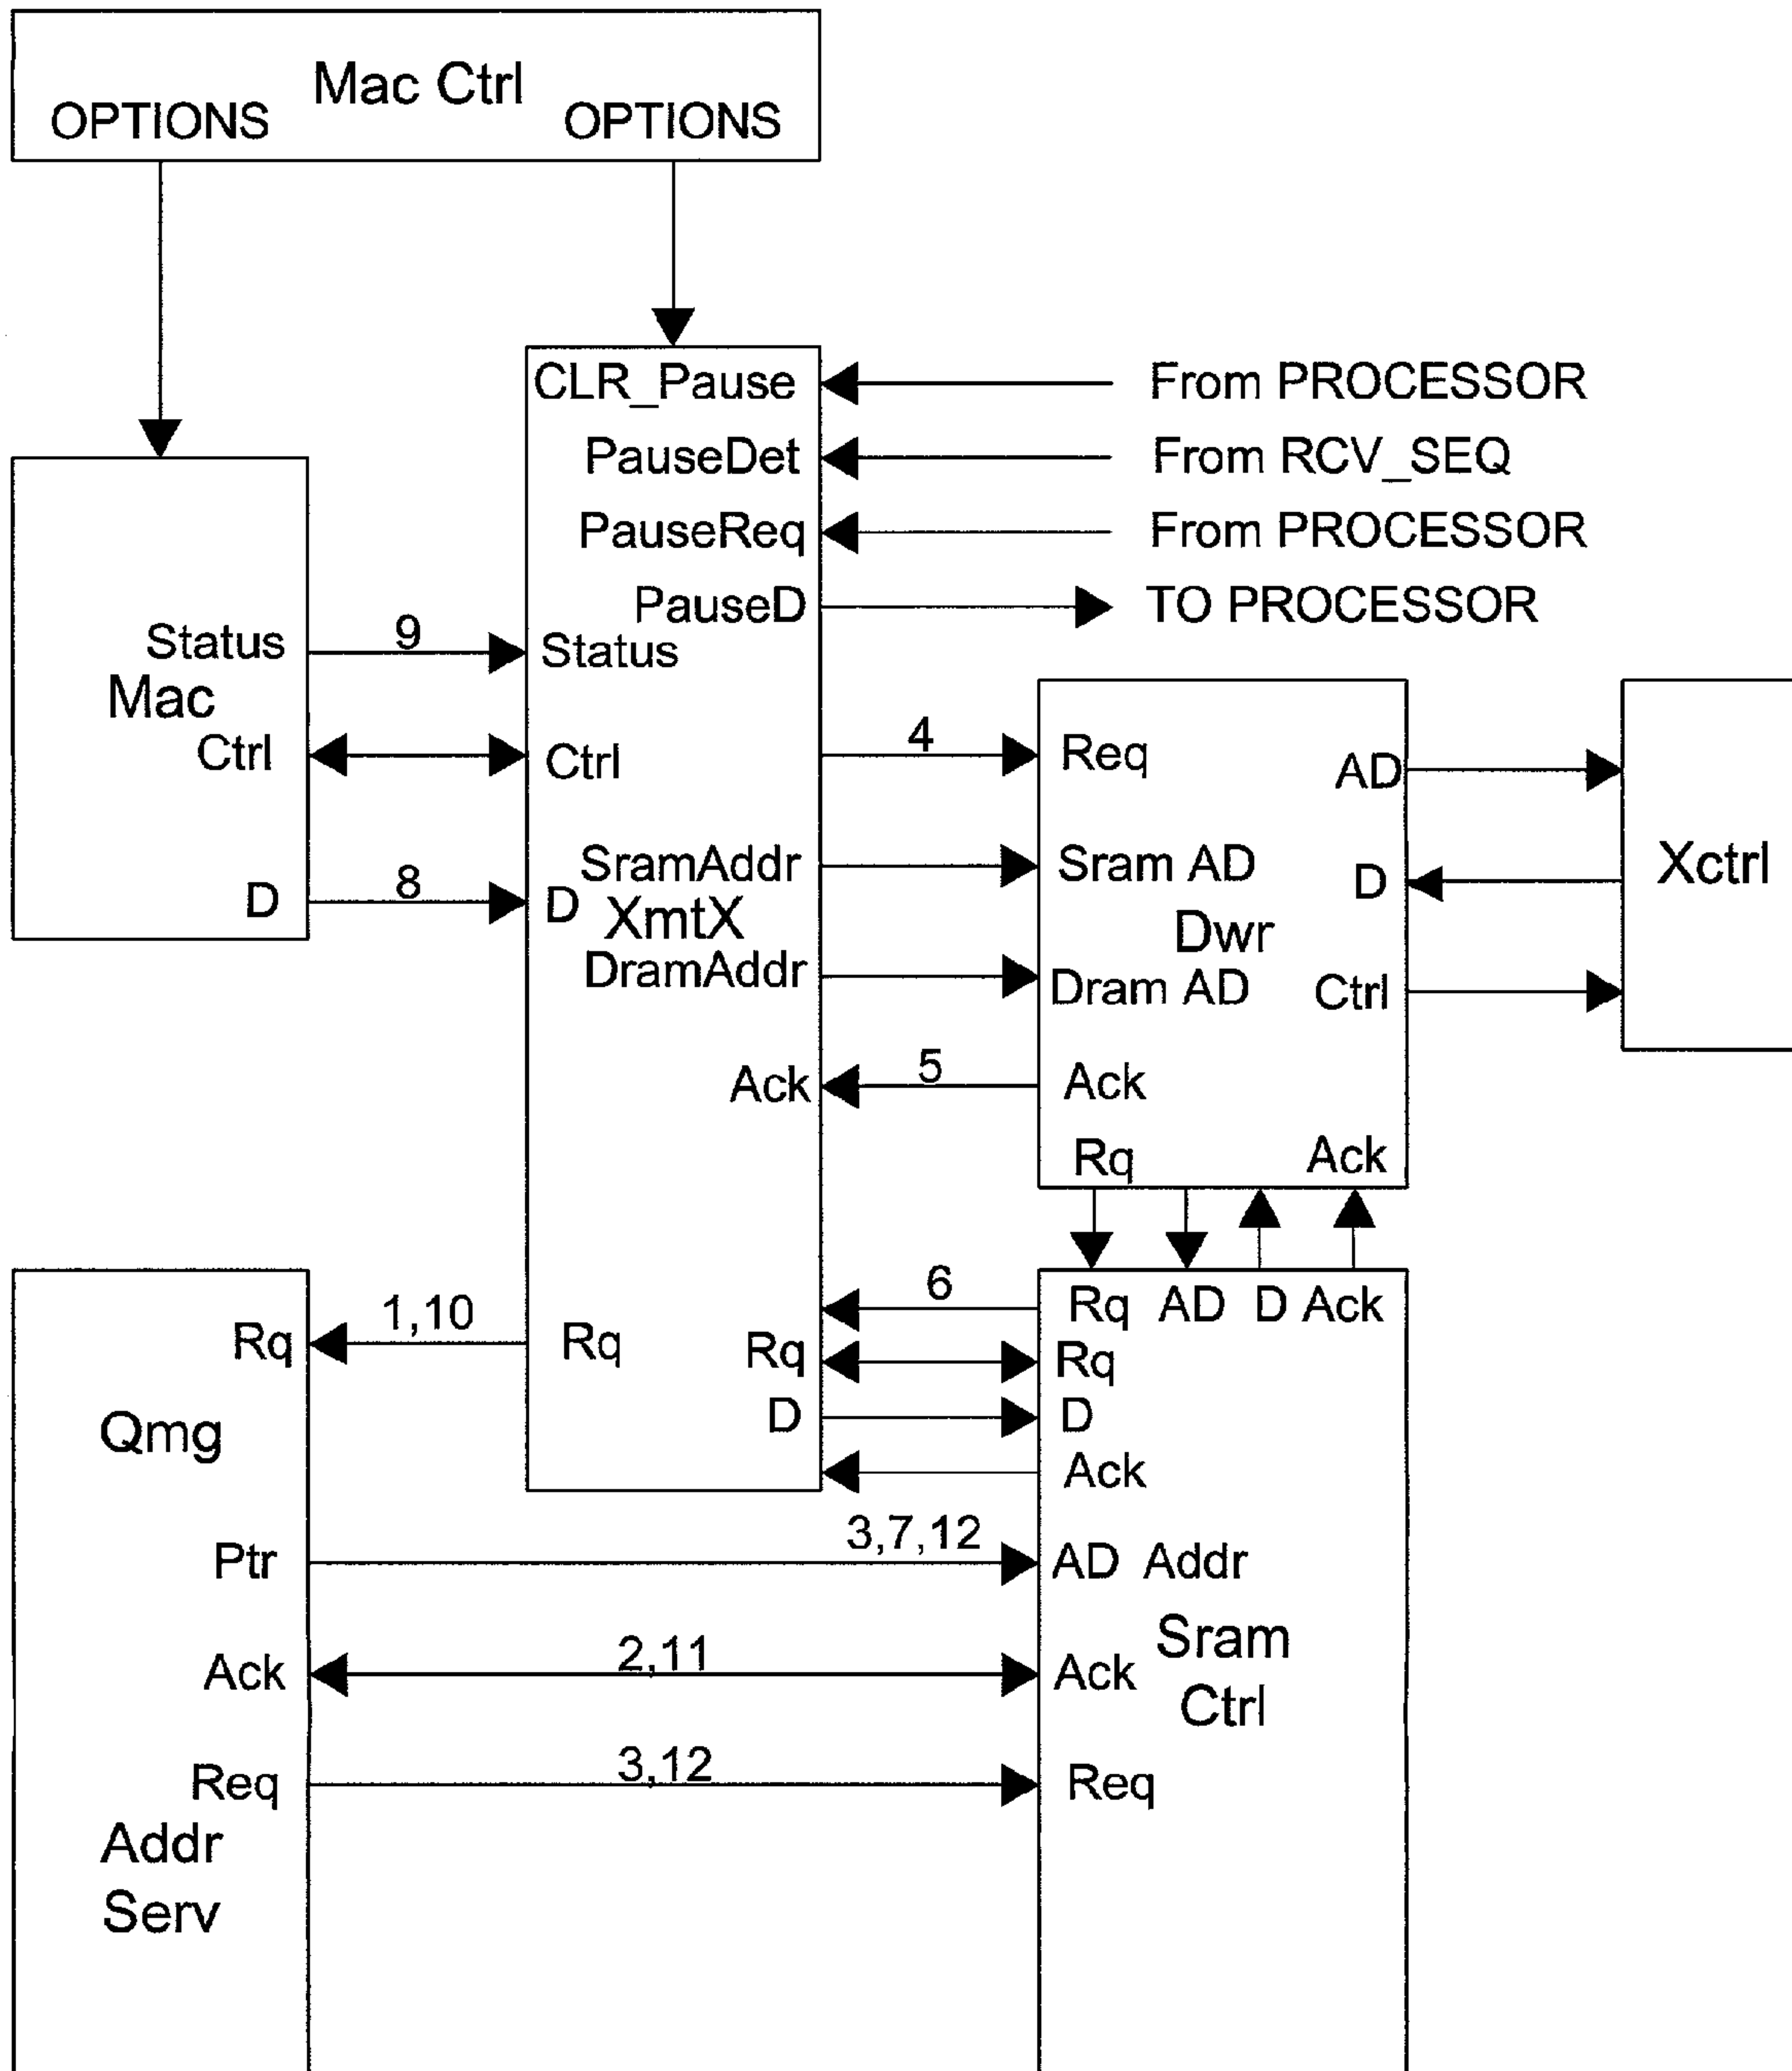 Mac Ctrl
OPTIONS OPTIONS
CLR_Pause From PROCESSOR
PauseDet From RCV_SEQ
PauseReq From PROCESSOR
PauseD TO PROCESSOR
Status 9 Status
Mac
Ctrl Ctrl 4 Req AD
SramAddr Sram AD Xctrl
D 8 D XmtX D
Dwr
DramAddr Dram AD Ctrl
Ack 5 Ack
Rq Ack
6 Rq AD D Ack
Rq 1,10 Rq Rq Rq
Qmg D D
Ack
Ptr 3,7,12 AD Addr
Sram
Ack 2,11 Ack
Ctrl
Req 3,12 Req
Addr
Serv